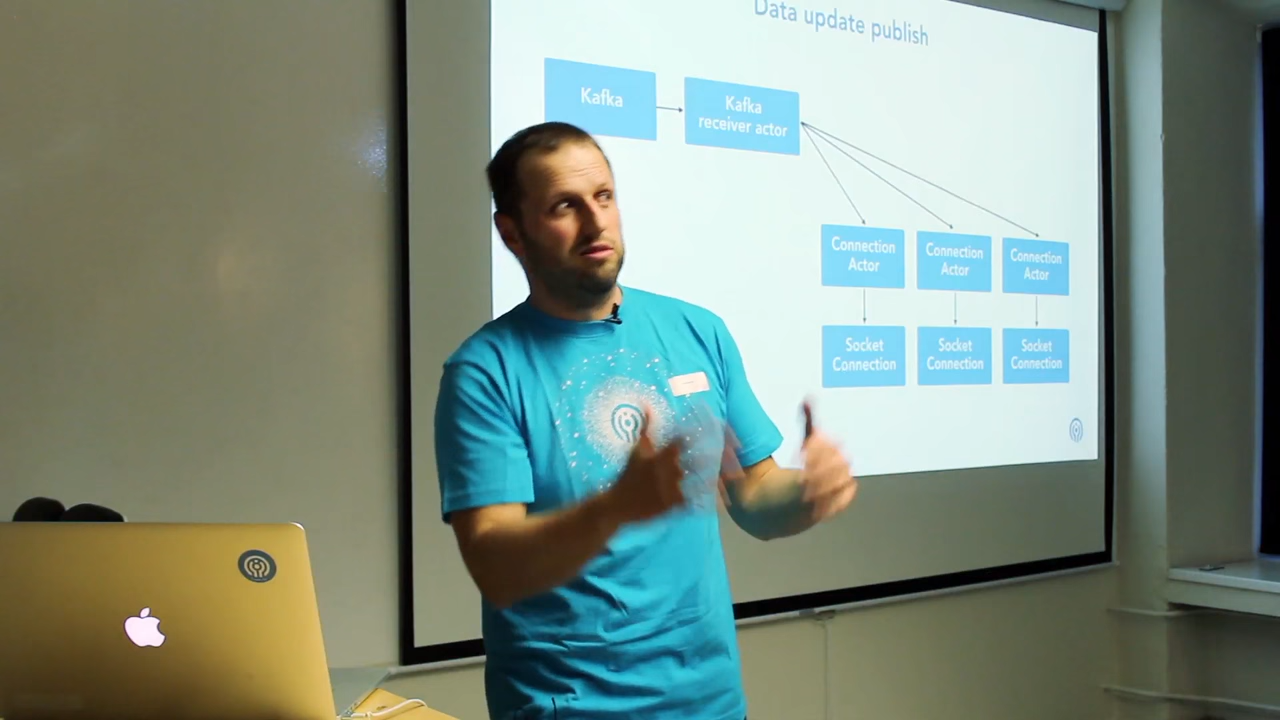 Data update publish
Kafka
Kafka
receiver actor
Connection
Actor
Connection
Actor
Connection
Actor
Socket
Connection
Socket
Connection
Socket
Connection